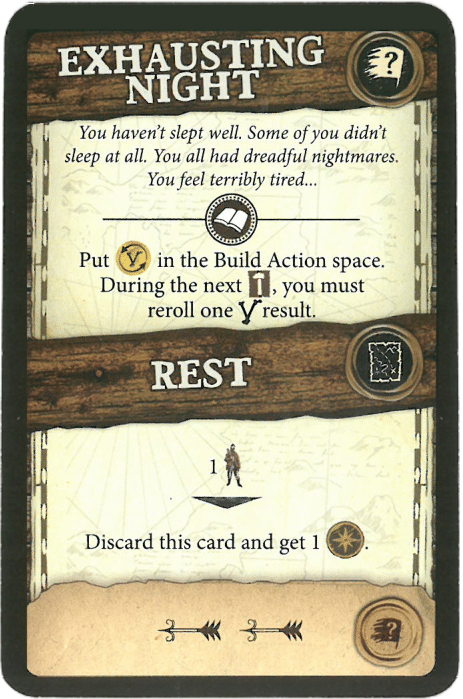 EXHAUSTING
NIGHT
?
You haven't slept well. Some of you didn't
sleep at all. You all had dreadful nightmares.
You feel terribly tired...
Put in the Build Action space.
During the next , you must
reroll one result.
REST
1
Discard this card and get 1 .
?